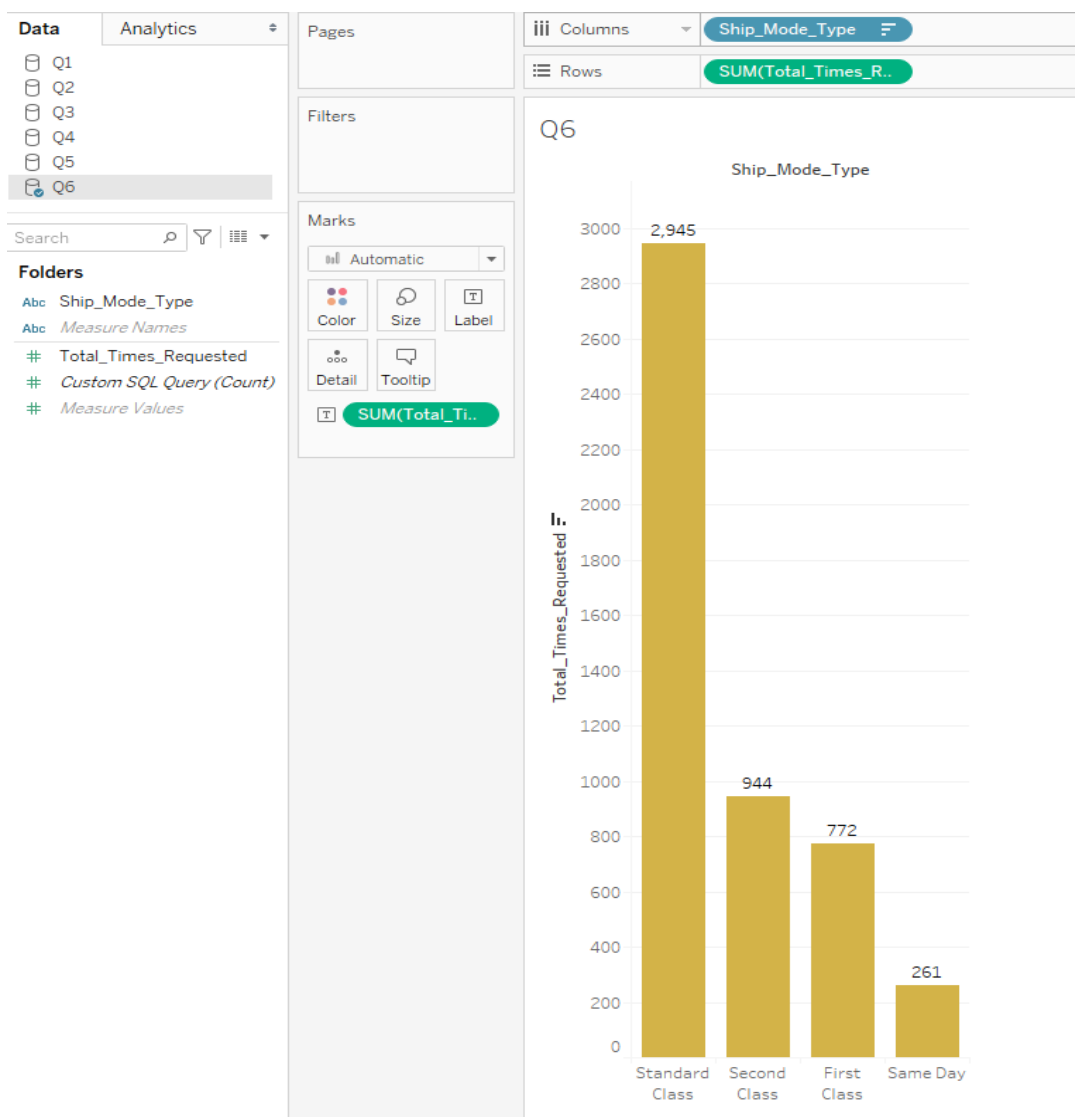 Data
Analytics
Q1
Q2
Q3
Q4
Q5
Q6
Search
Folders
Abc Ship_Mode_Type
Abc Measure Names
# Total_Times_Requested
# Custom SQL Query (Count)
# Measure Values
Pages
Filters
Marks
Automatic
Color
Size
T
Label
Detail
Tooltip
T SUM(Total_Ti..
Columns
Ship_Mode_Type
Rows
SUM(Total_Times_R..
Q6
Ship_Mode_Type
Total_Times_Requested
3000
2800
2600
2400
2200
2000
1800
1600
1400
1200
1000
800
600
400
200
0
2,945
944
772
261
Standard
Class
Second
Class
First
Class
Same Day